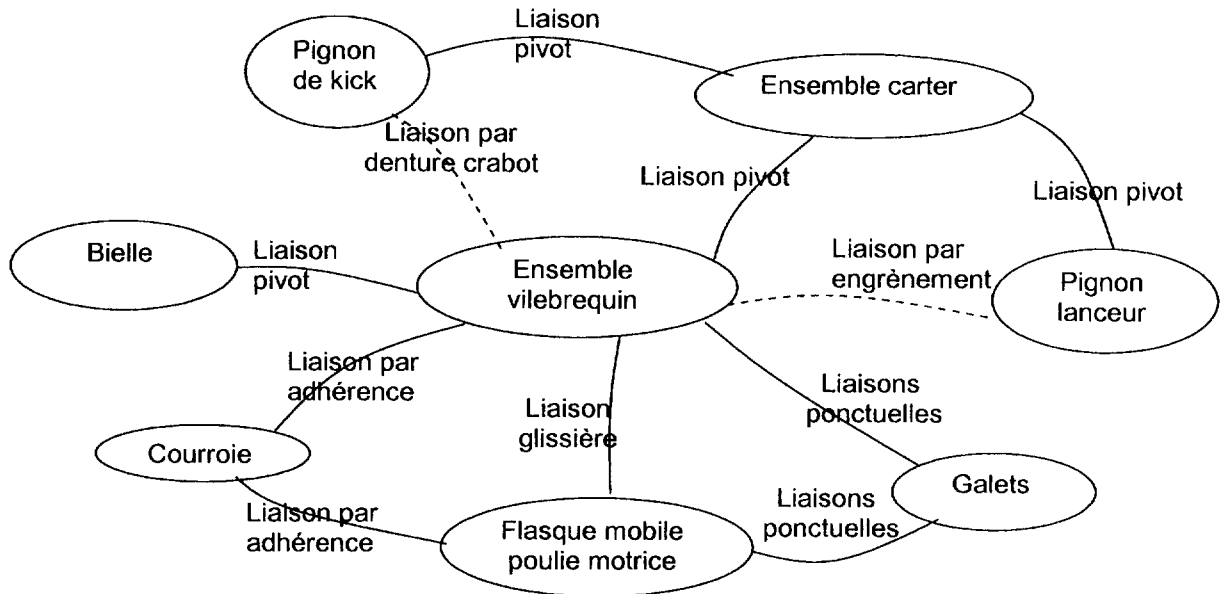 Liaison
pivot
Pignon
de kick
Ensemble carter
Liaison par
denture crabot
Liaison pivot
Liaison pivot
Bielle
Liaison
pivot
Ensemble
vilebrequin
Liaison par
engrènement
Pignon
lanceur
Liaison par
adhérence
Liaison
glissière
Liaisons
ponctuelles
Courroie
Galets
Liaison par
adhérence
Flasque mobile
poulie motrice
Liaisons
ponctuelles